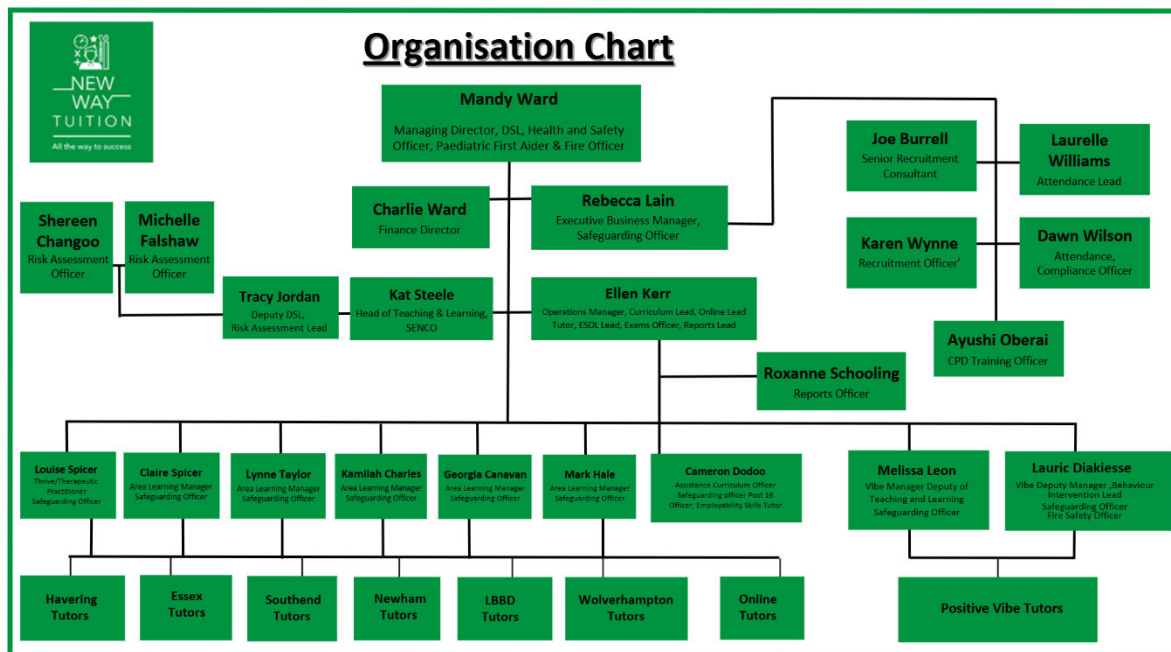 Organisation Chart
NEW
WAY
TUITION
All the way to success
Mandy Ward
Managing Director, DSL, Health and Safety
Officer, Paediatric First Aider & Fire Officer
Joe Burrell
Senior Recruitment
Consultant
Laurelle
Williams
Attendance Lead
Charlie Ward
Finance Director
Rebecca Lain
Executive Business Manager,
Safeguarding Officer
Shereen
Changoo
Risk Assessment
Officer
Michelle
Falshaw
Risk Assessment
Officer
Karen Wynne
Recruitment Officer'
Dawn Wilson
Attendance,
Compliance Officer
Tracy Jordan
Deputy DSL,
Risk Assessment Lead
Kat Steele
Head of Teaching & Learning,
SENCO
Ellen Kerr
Operations Manager, Curriculum Lead, Online Lead
Tutor, ESOL Lead, Exams Officer, Reports Lead
Ayushi Oberai
CPD Training Officer
Roxanne Schooling
Reports Officer
Louise Spicer
Thrive/Therapeutic
Practitioner
Safeguarding Officer
Claire Spicer
Area Learning Manager
Safeguarding Officer
Lynne Taylor
Area Learning Manager
Safeguarding Officer
Kamilah Charles
Area Learning Manager
Safeguarding Officer
Georgia Canavan
Area Learning Manager
Safeguarding Officer
Mark Hale
Area Learning Manager
Safeguarding Officer
Cameron Dodoo
Assistance Curriculum Officer
Safeguarding officer Post 16
Officer, Employability Skills Tutor
Melissa Leon
Vibe Manager Deputy of
Teaching and Learning
Safeguarding Officer
Lauric Diakiesse
Vibe Deputy Manager ,Behaviour
Intervention Lead
Safeguarding Officer
Fire Safety Officer
Havering
Tutors
Essex
Tutors
Southend
Tutors
Newham
Tutors
LBBD
Tutors
Wolverhampton
Tutors
Online
Tutors
Positive Vibe Tutors